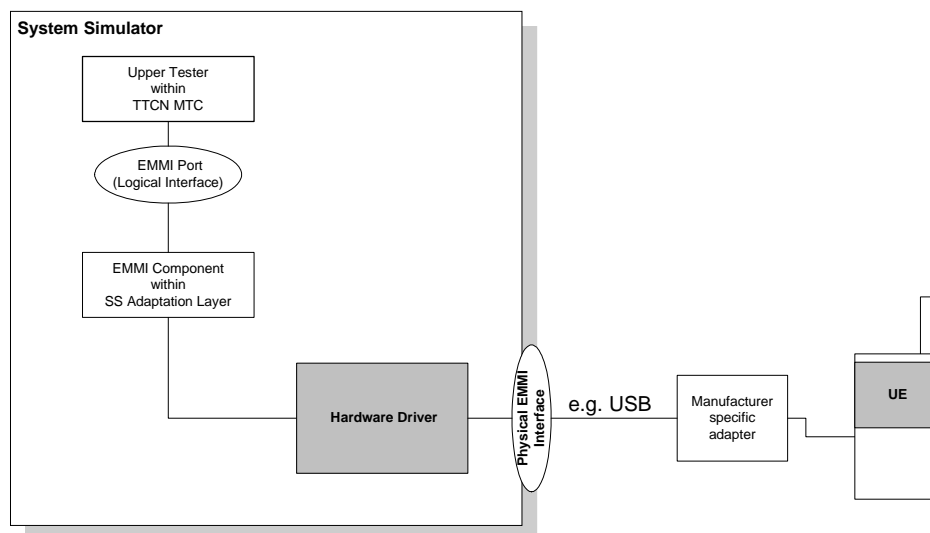 System Simulator
Upper Tester
within
TTCN MTC
EMMI Port
(Logical Interface)
EMMI Component
within
SS Adaptation Layer
Hardware Driver
Physical EMMI
Interface
e.g. USB
Manufacturer
specific
adapter
UE